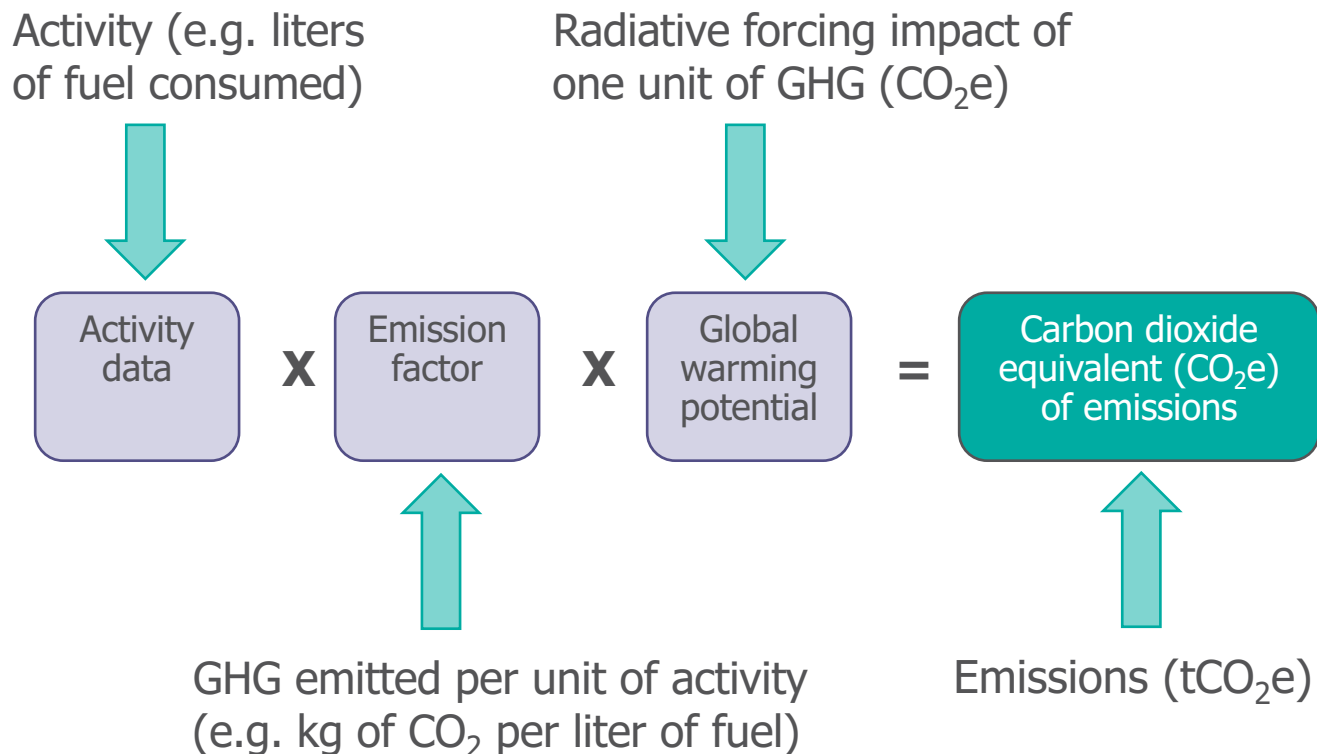 Activity (e.g. liters
of fuel consumed)
Radiative forcing impact of
one unit of GHG (CO₂e)
Activity
data
X
Emission
factor
X
Global
warming
potential
=
Carbon dioxide
equivalent (CO₂e)
of emissions
GHG emitted per unit of activity
(e.g. kg of CO₂ per liter of fuel)
Emissions (tCO₂e)